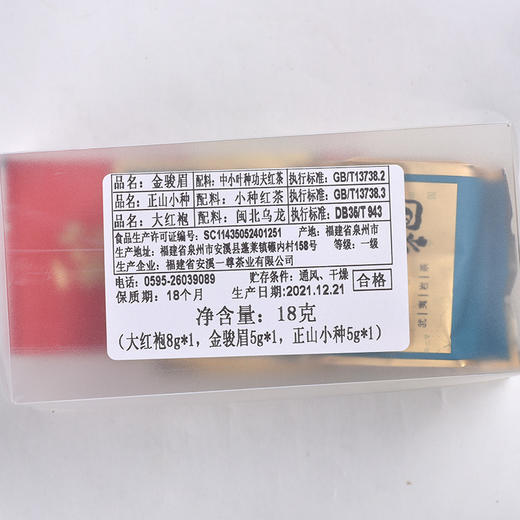 品名：金骏眉 配料：中小叶种功夫红茶 执行标准：GB/T13738.2
品名：正山小种 配料：小种红茶 执行标准：GB/T13738.3
品名：大红袍 配料：闽北乌龙 执行标准：DB35/T 943
食品生产许可证编号：SC11435052401251 产地：福建省泉州市
生产地址：福建省泉州市安溪县蓬莱镇 内村158号 等级：一级
生产企业：福建省安溪一尊茶业有限公司
电话：0595-26039089 贮存条件：通风、干燥
保质期：18个月 生产日期：2021.12.21
合格
净含量：18克
（大红袍8g*1，金骏眉5g*1，正山小种5g*1）